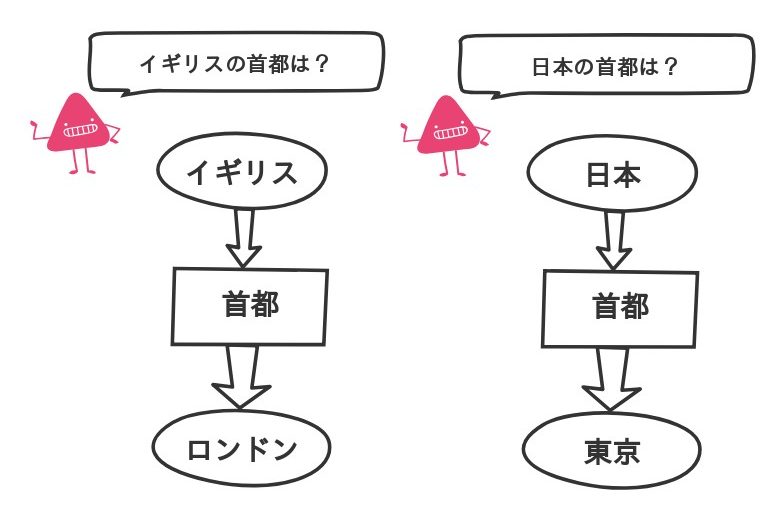 イギリスの首都は？
イギリス
首都
ロンドン
日本の首都は？
日本
首都
東京